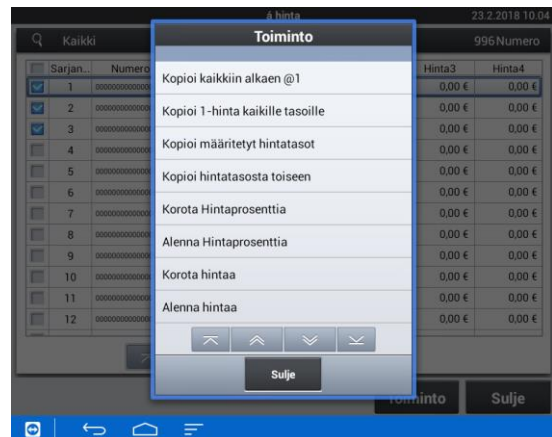 á hinta 23.2.2018 10.04
Kaikki 996 Numero
Toiminto
Sarjan.. Numero Hinta3 Hinta4
Kopioi kaikkiin alkaen @1
Kopioi 1-hinta kaikille tasoille
Kopioi määritetyt hintatasot
Kopioi hintatasosta toiseen
Korota Hintaprosenttia
Alenna Hintaprosenttia
Korota hintaa
Alenna hintaa
1 0,00 € 0,00 €
2 0,00 € 0,00 €
3 0,00 € 0,00 €
4 0,00 € 0,00 €
5 0,00 € 0,00 €
6 0,00 € 0,00 €
7 0,00 € 0,00 €
8 0,00 € 0,00 €
9 0,00 € 0,00 €
10 0,00 € 0,00 €
11 0,00 € 0,00 €
12 0,00 € 0,00 €
Sulje
Toiminto Sulje